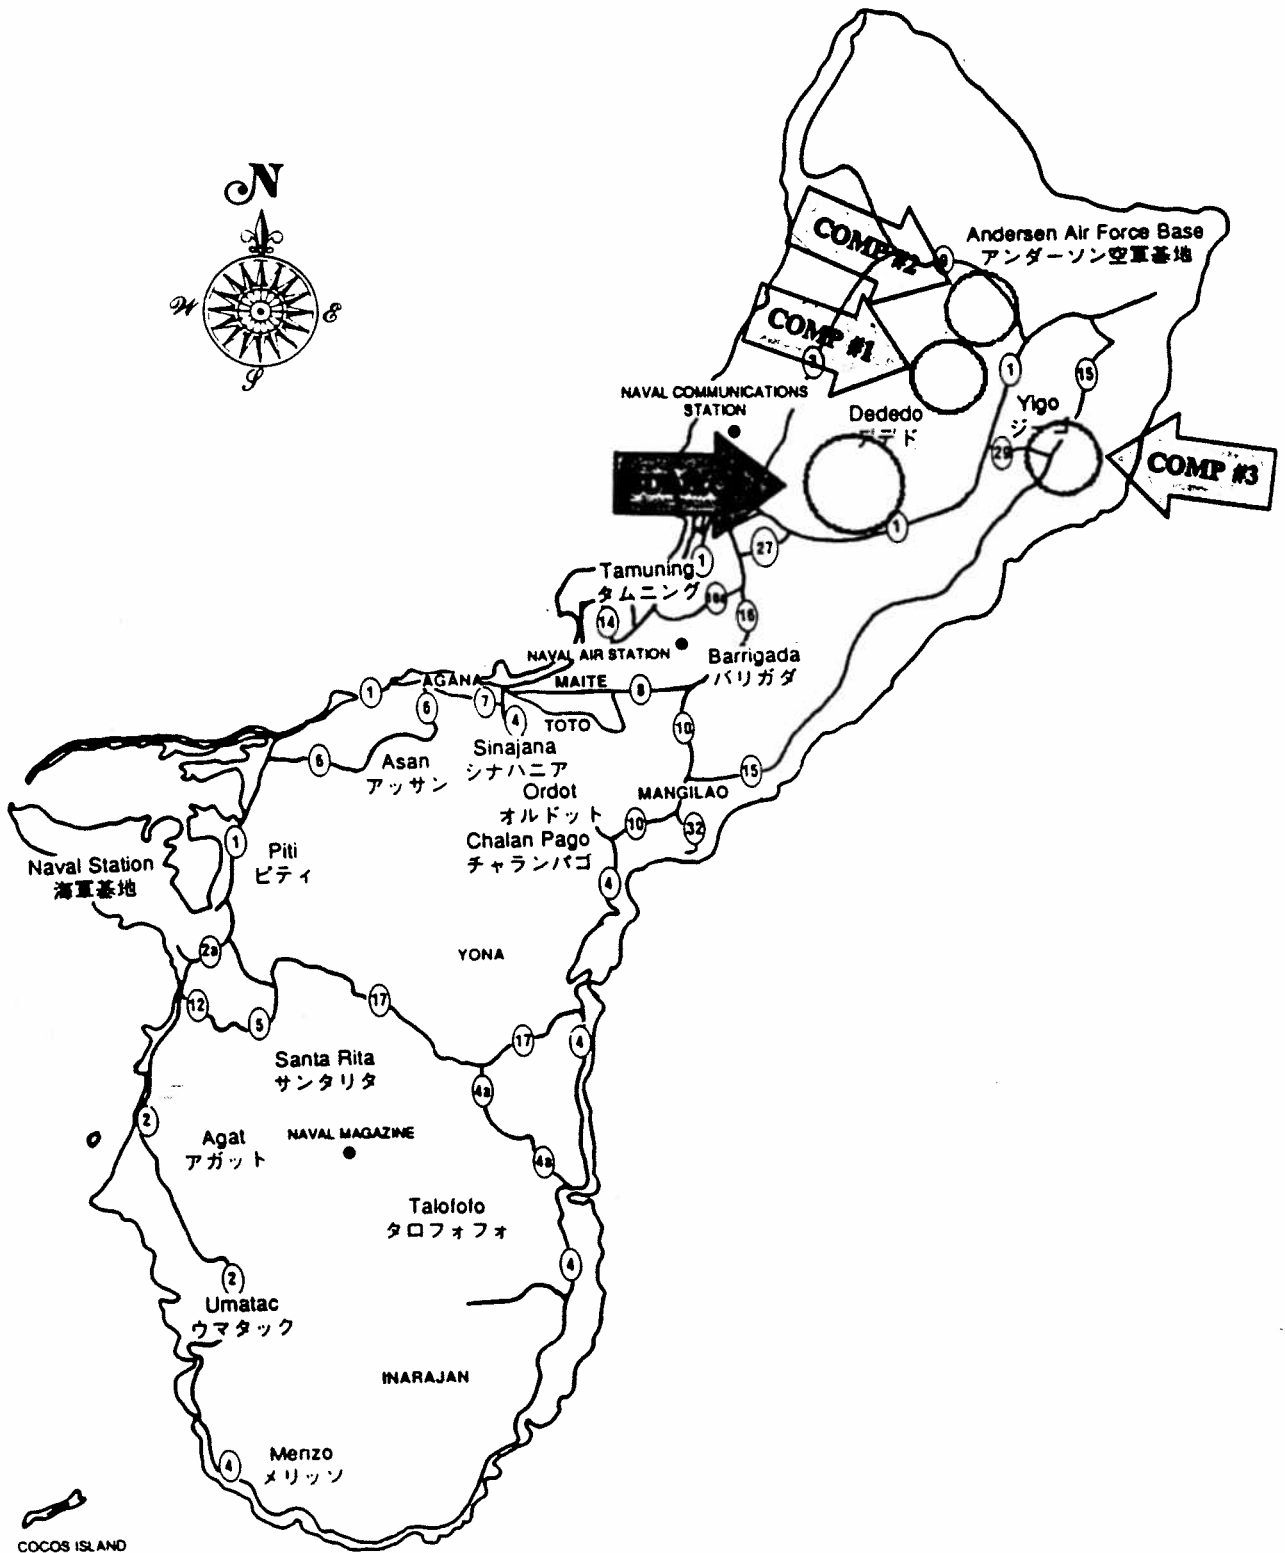 N
W
E
S
COMP #2
Andersen Air Force Base
アンダーソン空軍基地
9
COMP #1
3
1
15
NAVAL COMMUNICATIONS
STATION
Dededo
デデド
Yigo
ジーゴ
29
COMP #3
1
27
1
Tamuning
タムニング
14
16
NAVAL AIR STATION
Barrigada
バリガダ
AGANA
MAITE
1
6
7
8
4
TOTO
10
Sinajana
シナハニア
6
Asan
アッサン
15
Ordot
オルドット
MANGILAO
10
32
Chalan Pago
チャランパゴ
1
Piti
ピティ
Naval Station
海軍基地
4
2a
YONA
12
5
17
17
4
Santa Rita
サンタリタ
4a
2
Agat
アガット
NAVAL MAGAZINE
4a
Talofofo
タロフォフォ
4
2
Umatac
ウマタック
INARAJAN
4
Merizo
メリッソ
COCOS ISLAND